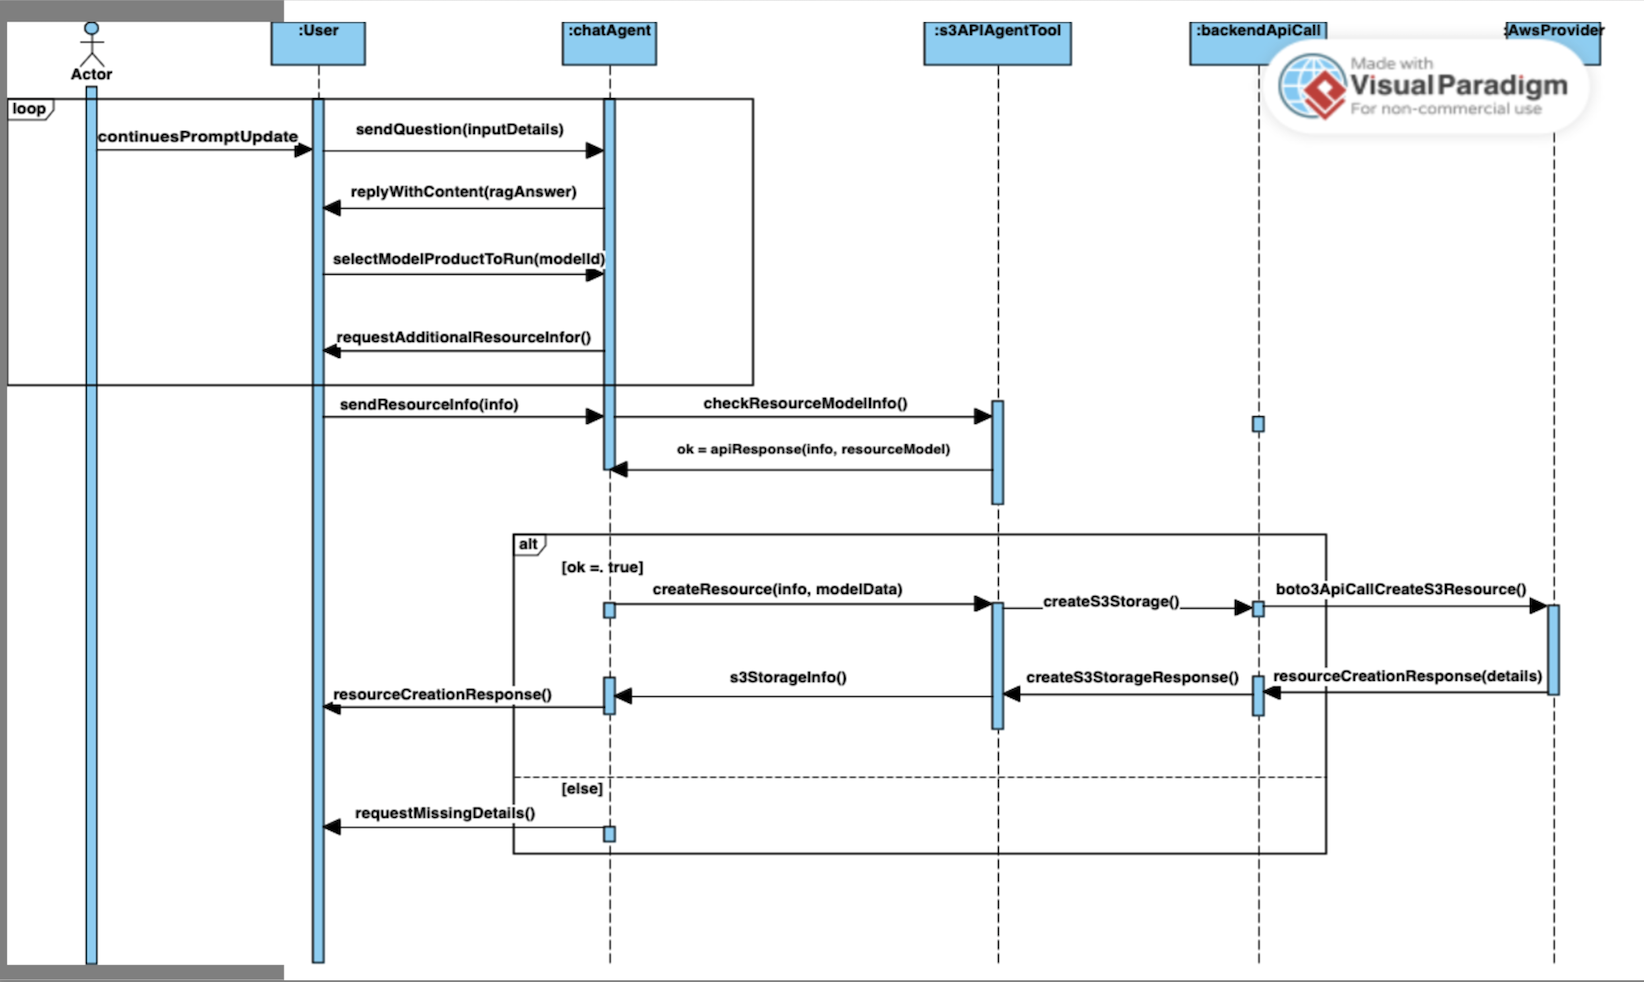 :User
:chatAgent
:s3APIAgentTool
:backendApiCall
:AwsProvider
Actor
Made with
Visual Paradigm
For non-commercial use
loop
continuesPromptUpdate
sendQuestion(inputDetails)
replyWithContent(ragAnswer)
selectModelProductToRun(modelId)
requestAdditionalResourceInfor()
sendResourceInfo(info)
checkResourceModelInfo()
ok = apiResponse(info, resourceModel)
alt
[ok =. true]
createResource(info, modelData)
createS3Storage()
boto3ApiCallCreateS3Resource()
resourceCreationResponse()
s3StorageInfo()
createS3StorageResponse()
resourceCreationResponse(details)
[else]
requestMissingDetails()